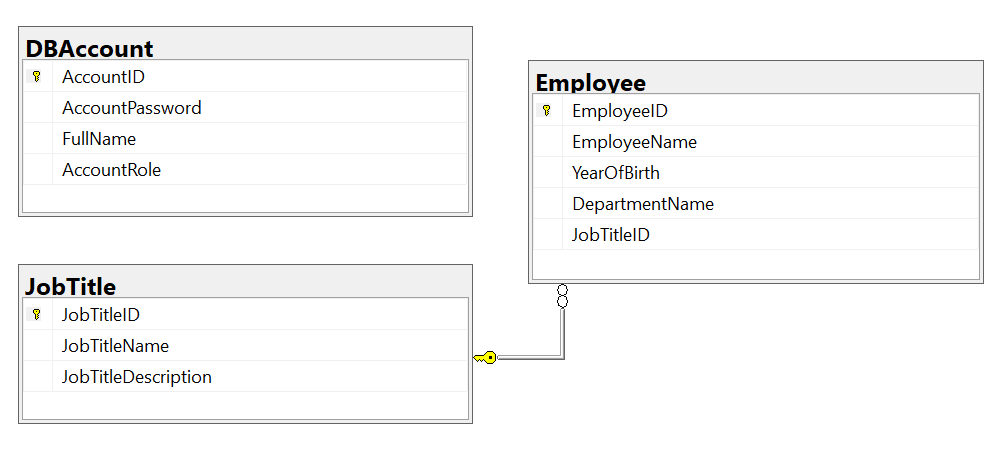 DBAccount
AccountID
AccountPassword
FullName
AccountRole
Employee
EmployeeID
EmployeeName
YearOfBirth
DepartmentName
JobTitleID
JobTitle
JobTitleID
JobTitleName
JobTitleDescription